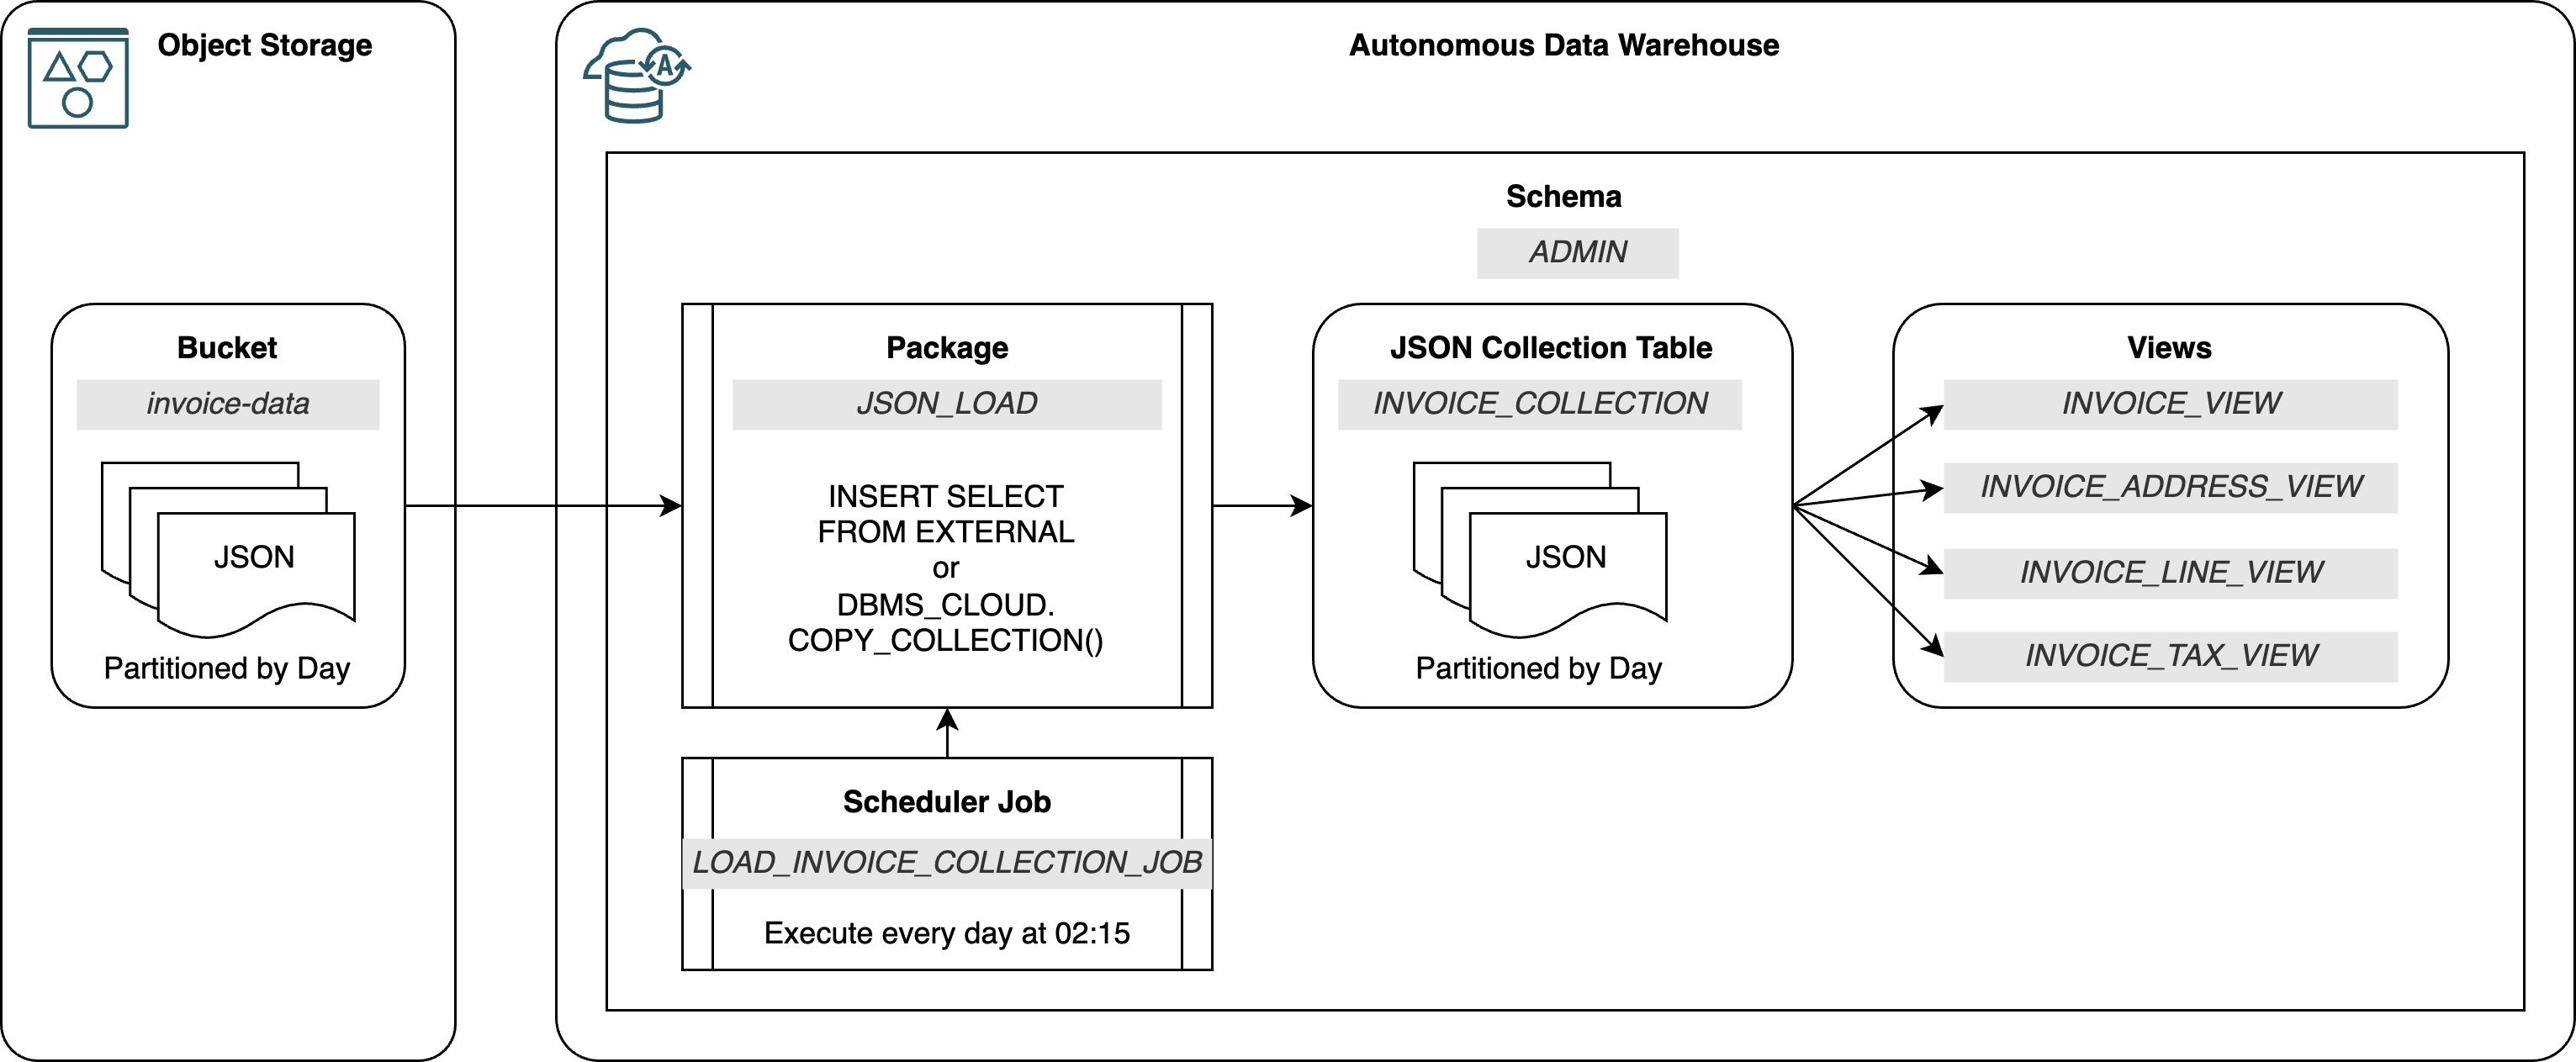 Object Storage
Bucket
invoice-data
JSON
Partitioned by Day
A
Autonomous Data Warehouse
Schema
ADMIN
Package
JSON_LOAD
INSERT SELECT
FROM EXTERNAL
or
DBMS_CLOUD.
COPY_COLLECTION()
Scheduler Job
LOAD_INVOICE_COLLECTION_JOB
Execute every day at 02:15
JSON Collection Table
INVOICE_COLLECTION
JSON
Partitioned by Day
Views
INVOICE_VIEW
INVOICE_ADDRESS_VIEW
INVOICE_LINE_VIEW
INVOICE_TAX_VIEW